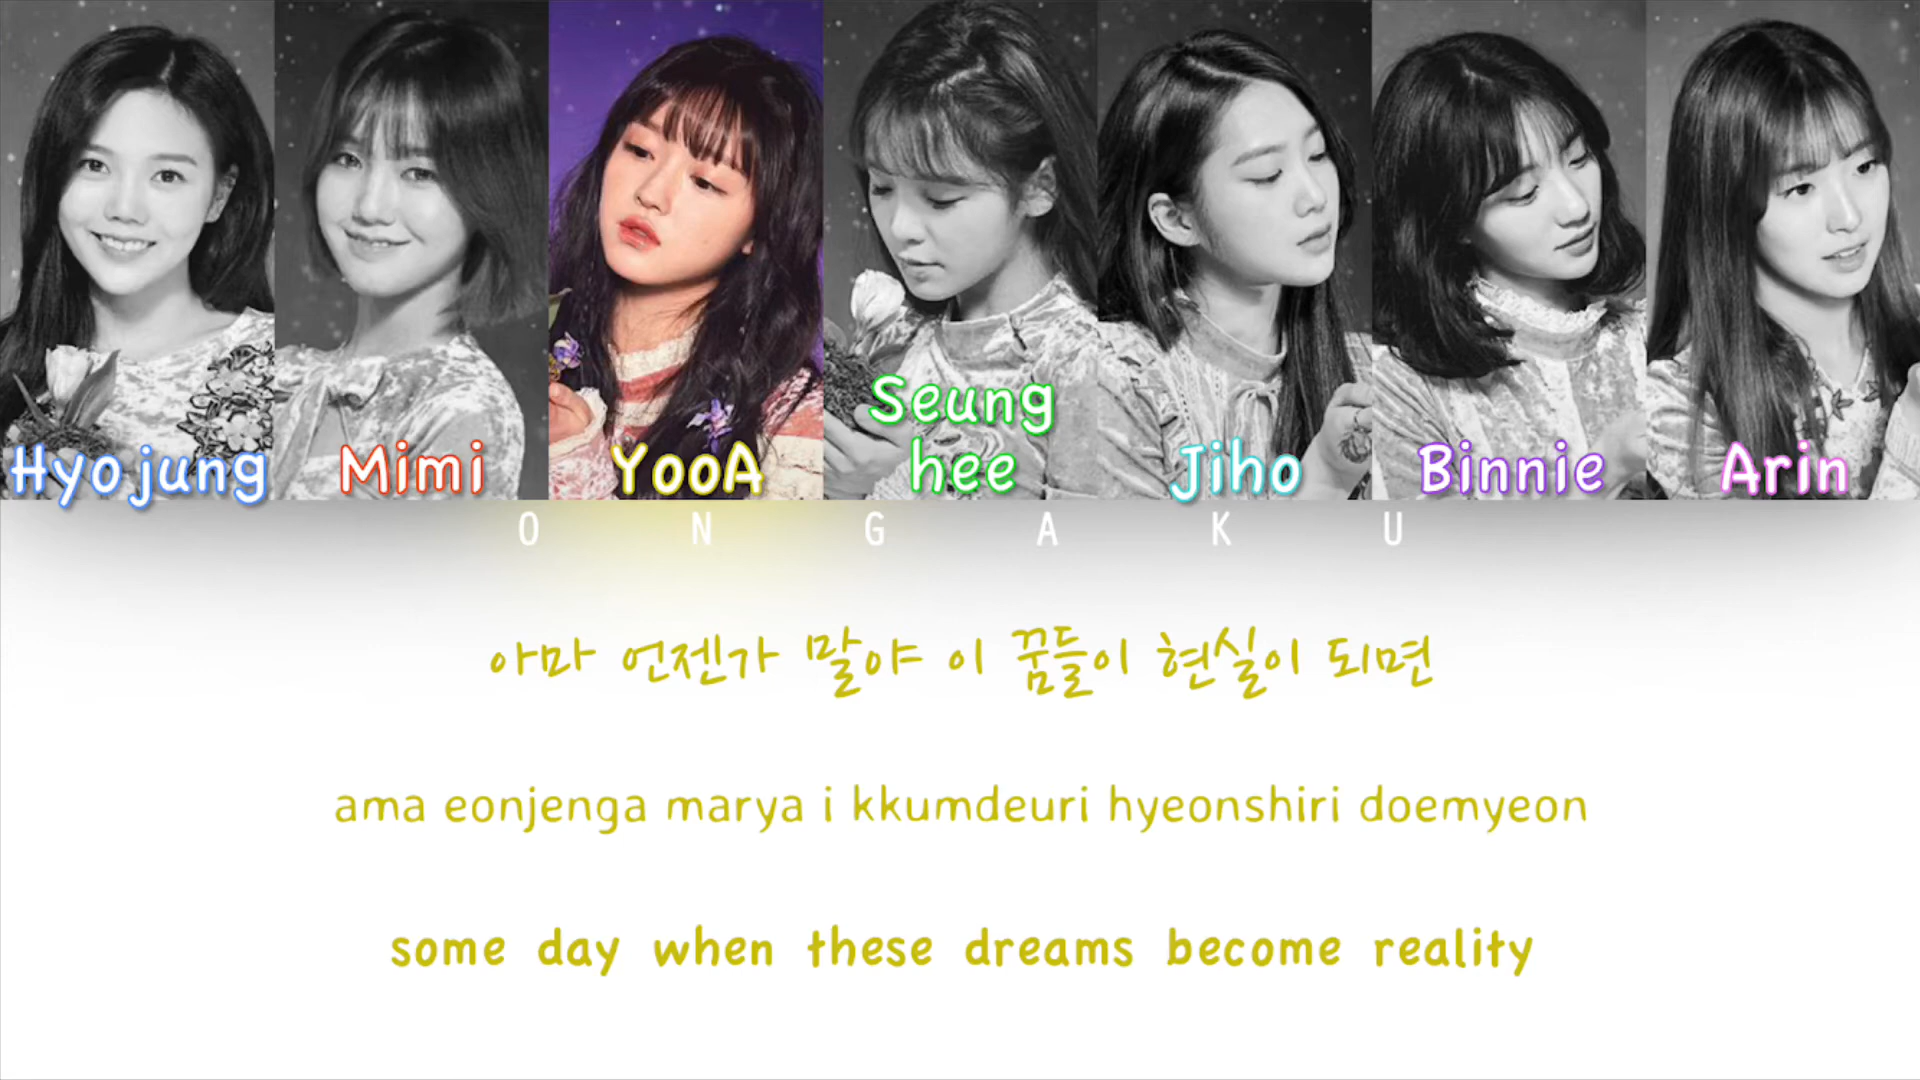 Hyojung
Mimi
YooA
Seung
hee
Jiho
Binnie
Arin
O N G A K U
아마 언젠가 말야 이 꿈들이 현실이 되면
ama eonjenga marya i kkumdeuri hyeonshiri doemyeon
some day when these dreams become reality